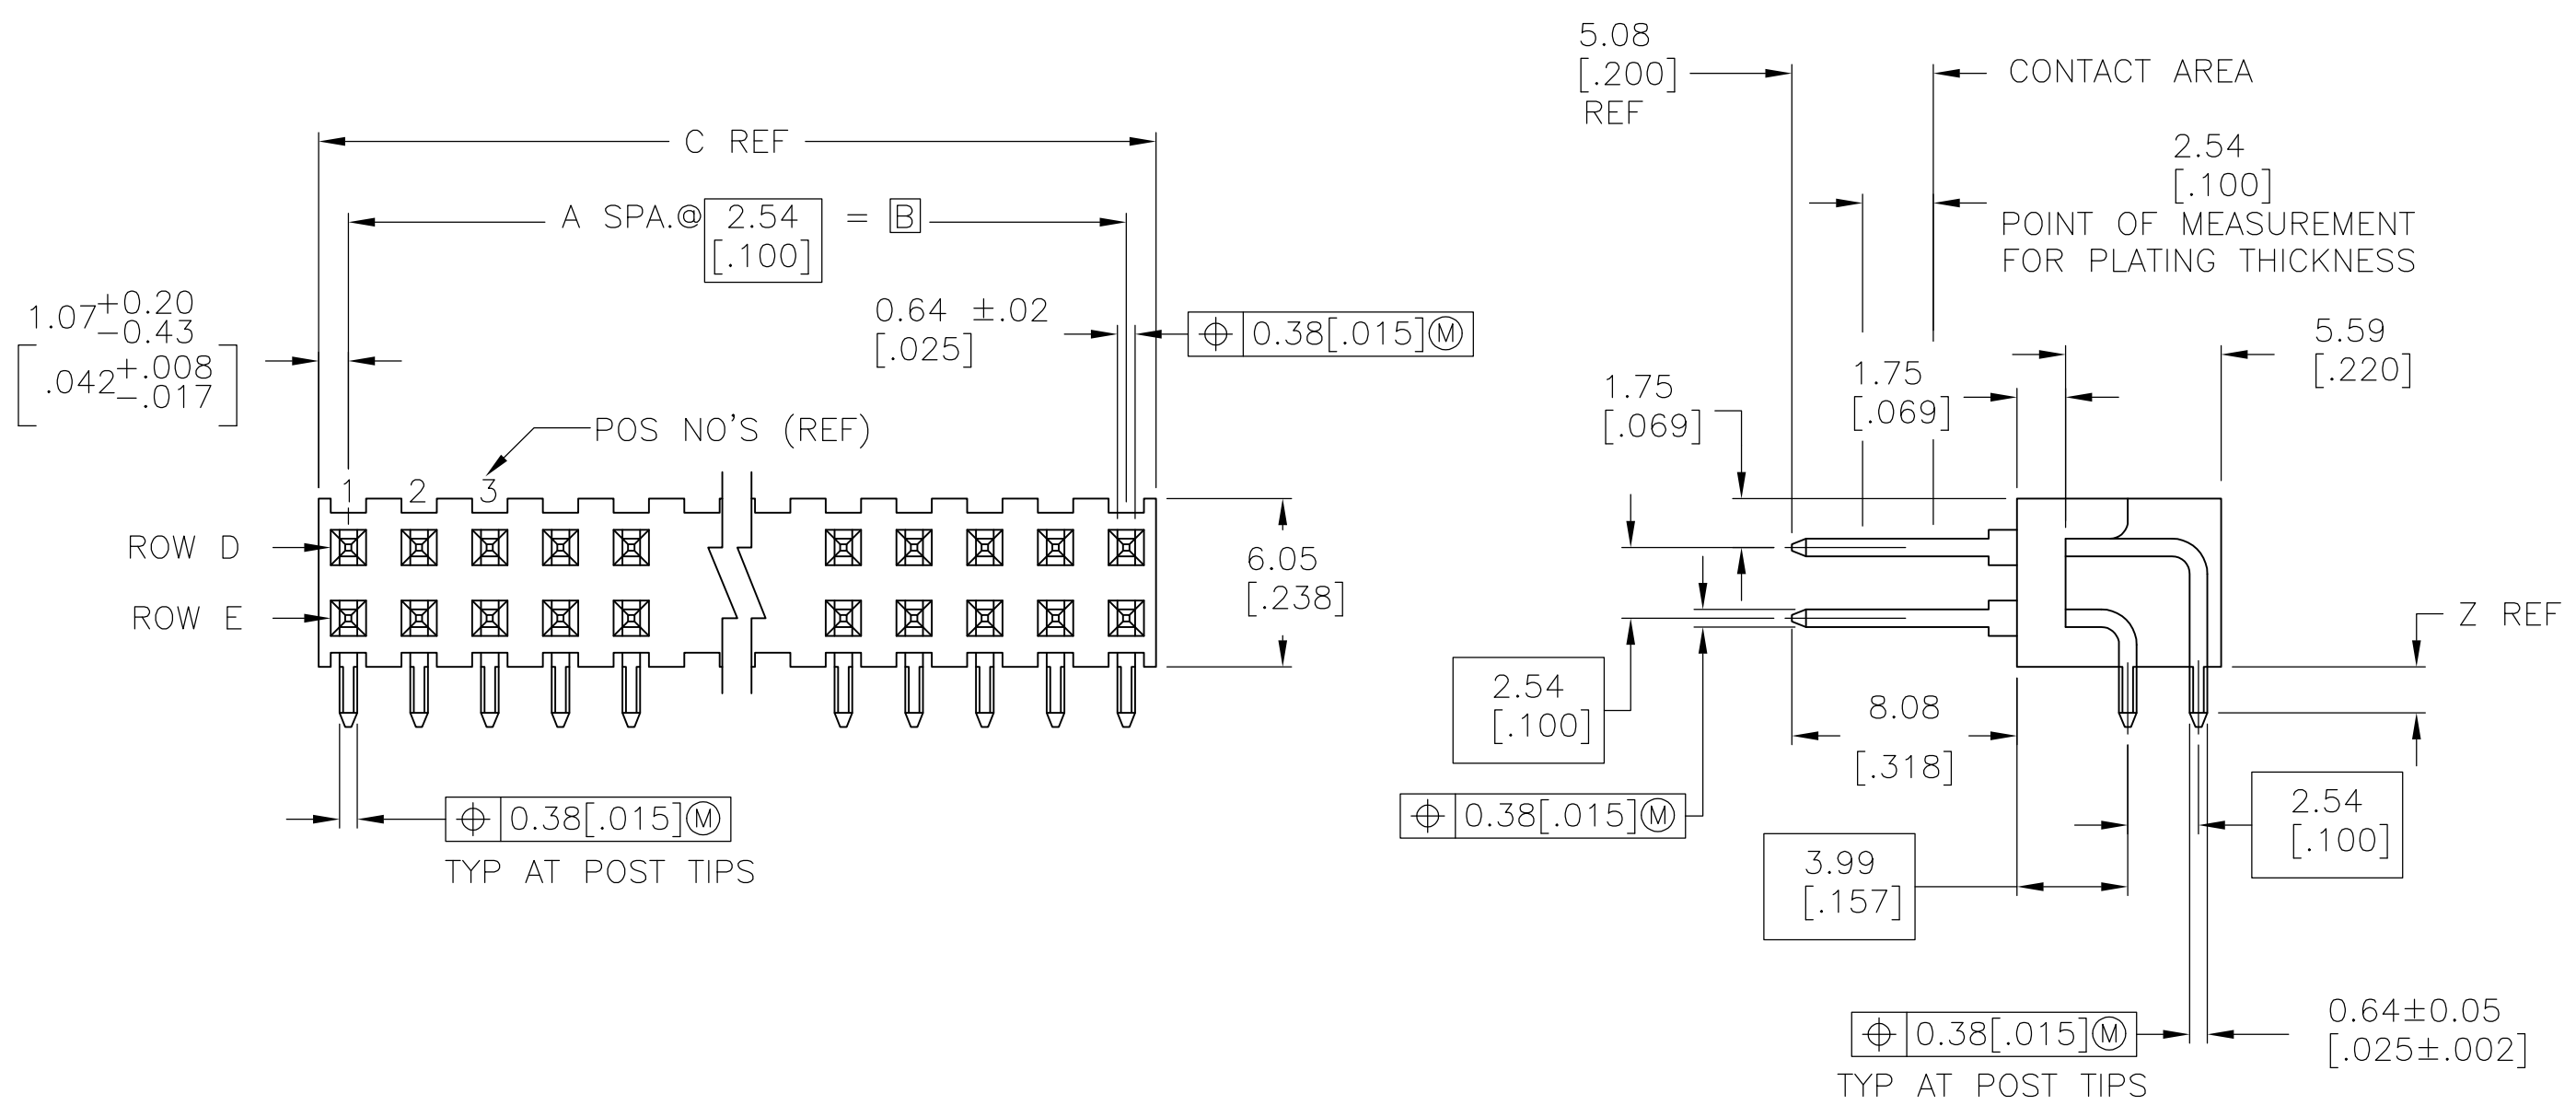 5.08
[.200]
REF
CONTACT AREA
C REF
2.54
[.100]
POINT OF MEASUREMENT
FOR PLATING THICKNESS
A SPA.@ 2.54 = B
[.100]
1.07+0.20
-0.43
[.042+.008
-.017]
0.64 ±.02
[.025]
⌖ 0.38[.015]Ⓜ
5.59
[.220]
1.75
[.069]
1.75
[.069]
POS NO'S (REF)
1 2 3
ROW D
ROW E
6.05
[.238]
Z REF
2.54
[.100]
8.08
[.318]
⌖ 0.38[.015]Ⓜ
TYP AT POST TIPS
⌖ 0.38[.015]Ⓜ
2.54
[.100]
3.99
[.157]
⌖ 0.38[.015]Ⓜ
TYP AT POST TIPS
0.64±0.05
[.025±.002]